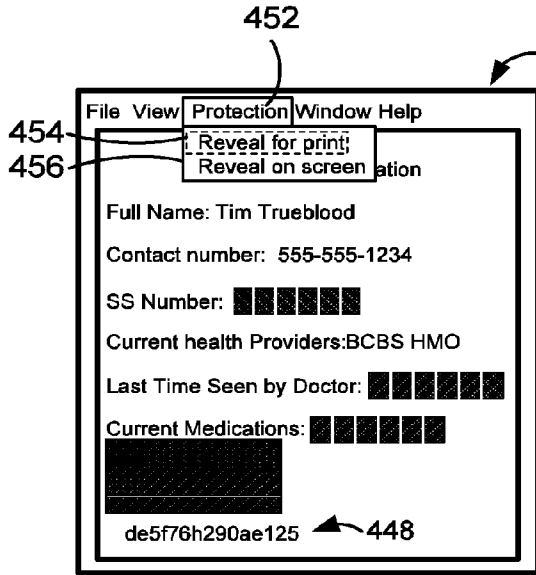 452
File View Protection Window Help
454
Reveal for print
456
Reveal on screen
ation
Full Name: Tim Trueblood
Contact number: 555-555-1234
SS Number:
Current health Providers:BCBS HMO
Last Time Seen by Doctor:
Current Medications:
de5f76h290ae125
448